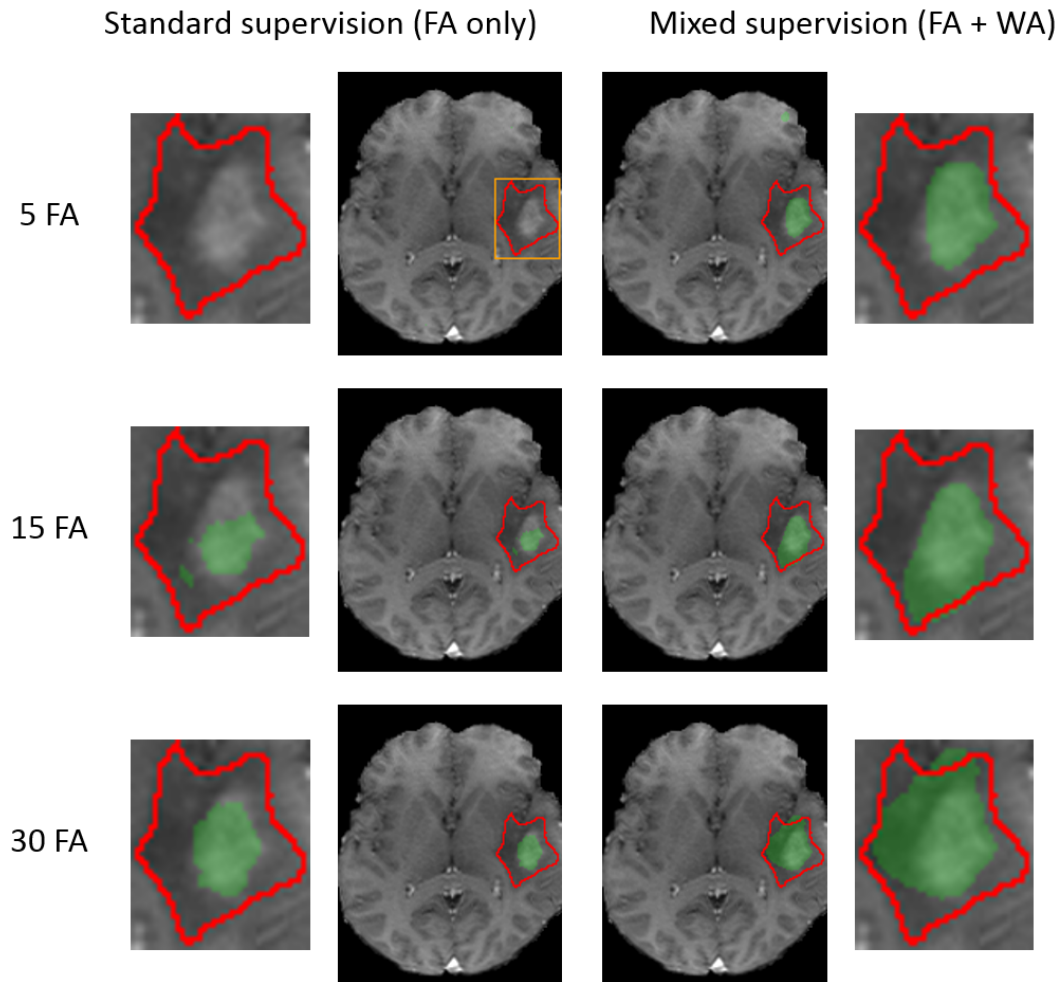 Standard supervision (FA only)
Mixed supervision (FA + WA)
5 FA
15 FA
30 FA